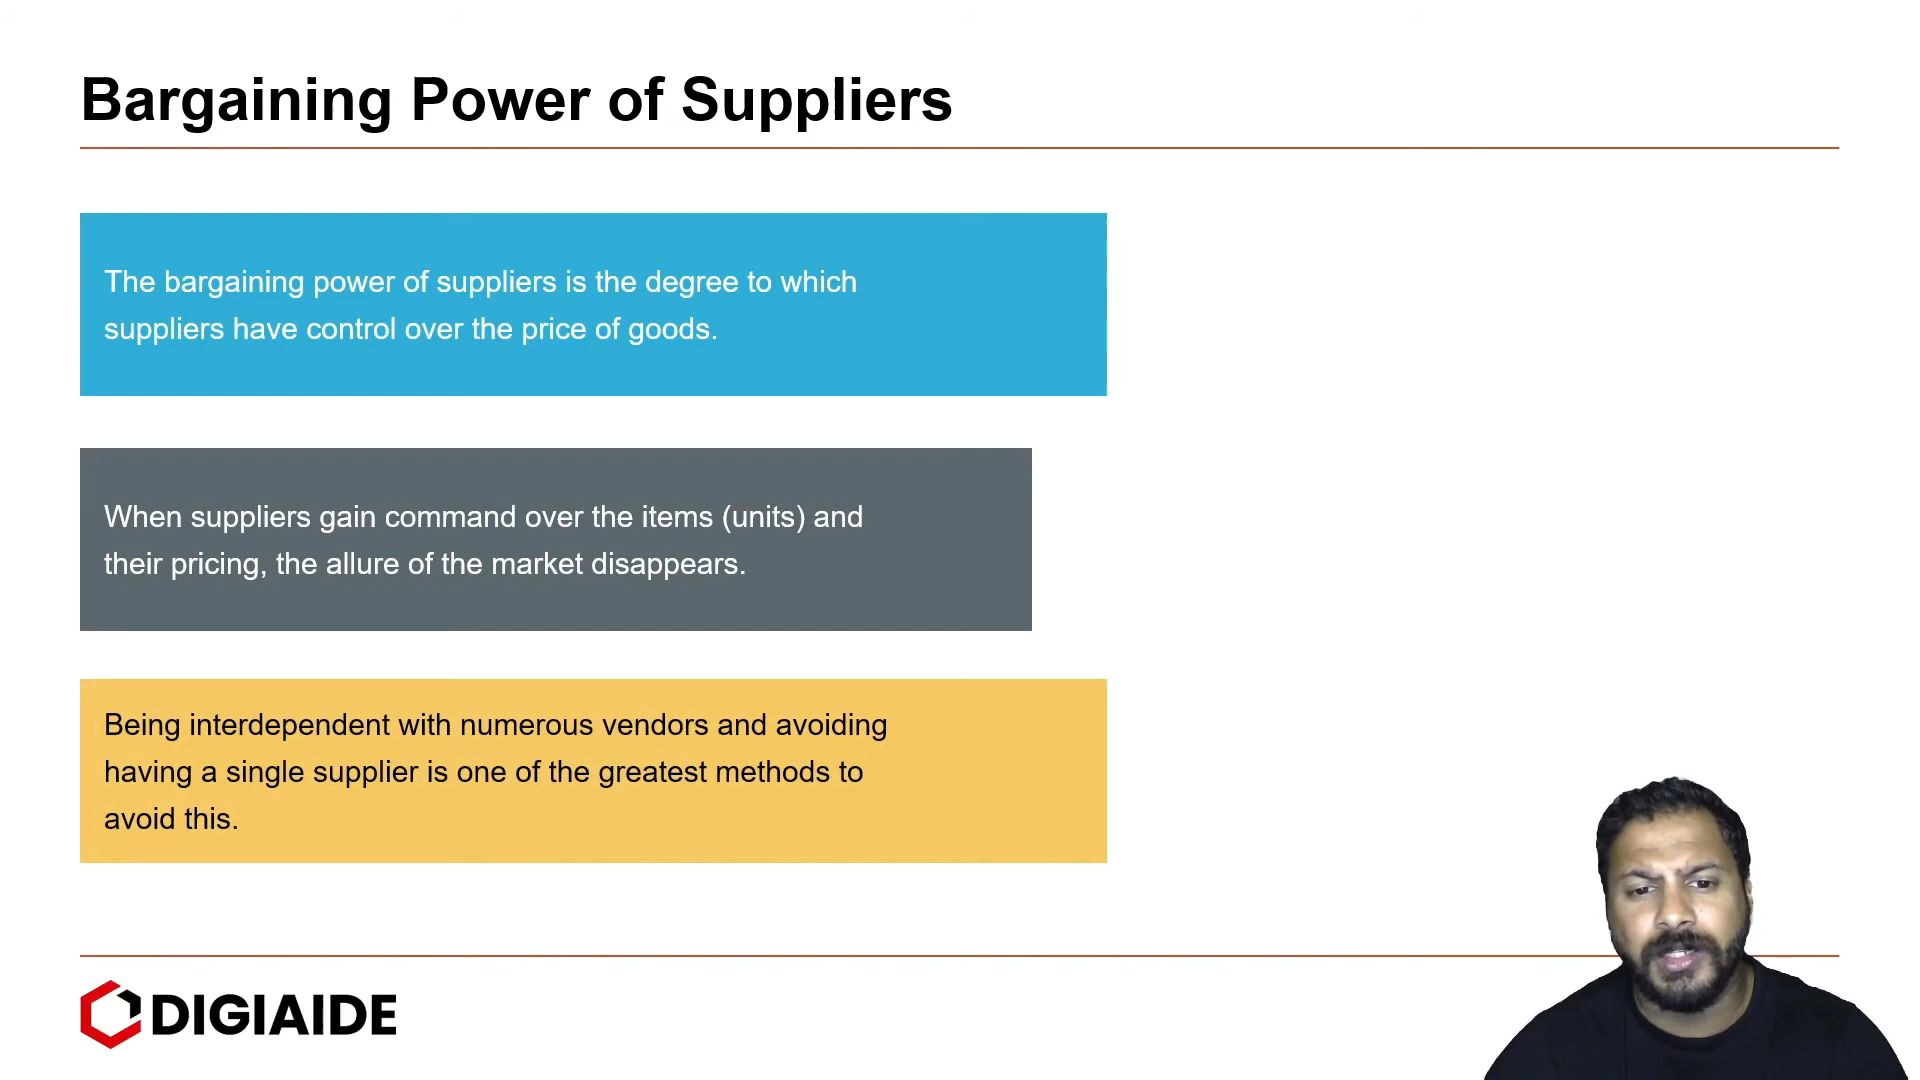 Bargaining Power of Suppliers
The bargaining power of suppliers is the degree to which
suppliers have control over the price of goods.
When suppliers gain command over the items (units) and
their pricing, the allure of the market disappears.
Being interdependent with numerous vendors and avoiding
having a single supplier is one of the greatest methods to
avoid this.
DIGIAIDE